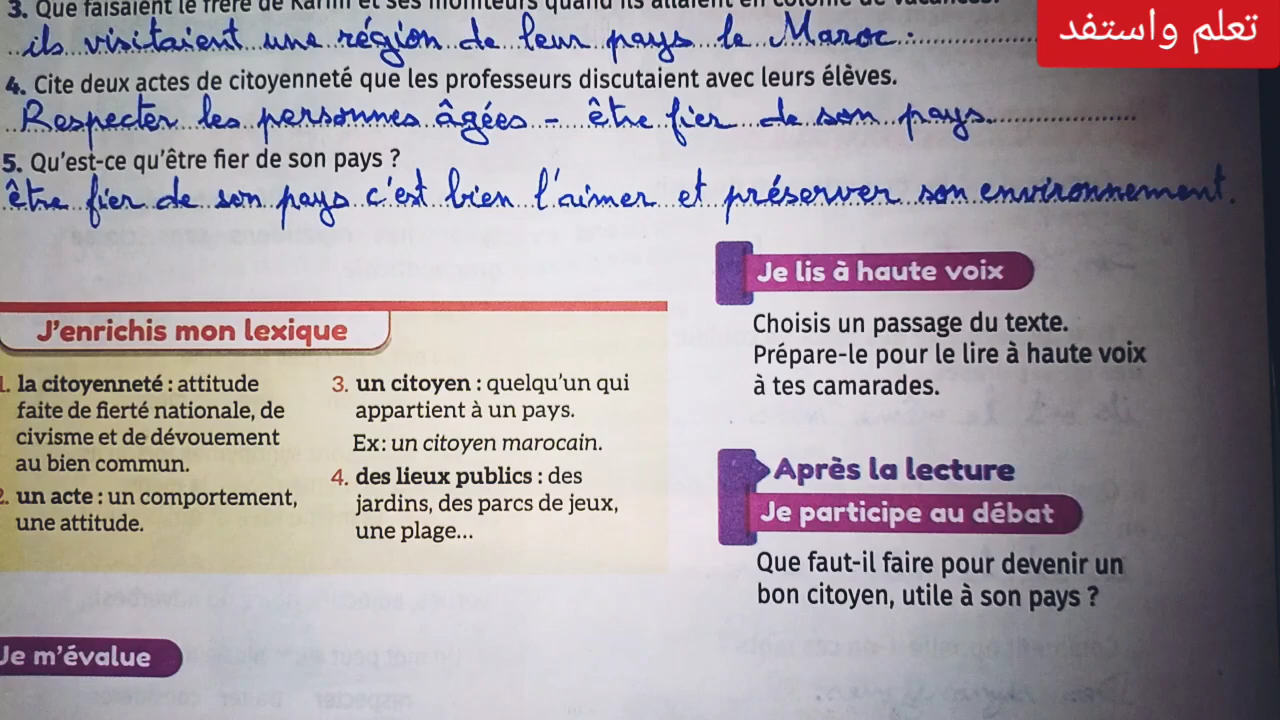 3. Que faisaient le frère de Karim et ses moniteurs quand ils allaient en colonie de vacances.
ils visitaient une région de leur pays le Maroc.
4. Cite deux actes de citoyenneté que les professeurs discutaient avec leurs élèves.
Respecter les personnes âgées - être fier de son pays.
5. Qu'est-ce qu'être fier de son pays ?
être fier de son pays c'est bien l'aimer et préserver son environnement.
تعلم واستفد
J'enrichis mon lexique
1. la citoyenneté : attitude
faite de fierté nationale, de
civisme et de dévouement
au bien commun.
2. un acte : un comportement,
une attitude.
3. un citoyen : quelqu'un qui
appartient à un pays.
Ex: un citoyen marocain.
4. des lieux publics : des
jardins, des parcs de jeux,
une plage...
Je lis à haute voix
Choisis un passage du texte.
Prépare-le pour le lire à haute voix
à tes camarades.
Après la lecture
Je participe au débat
Que faut-il faire pour devenir un
bon citoyen, utile à son pays ?
Je m'évalue